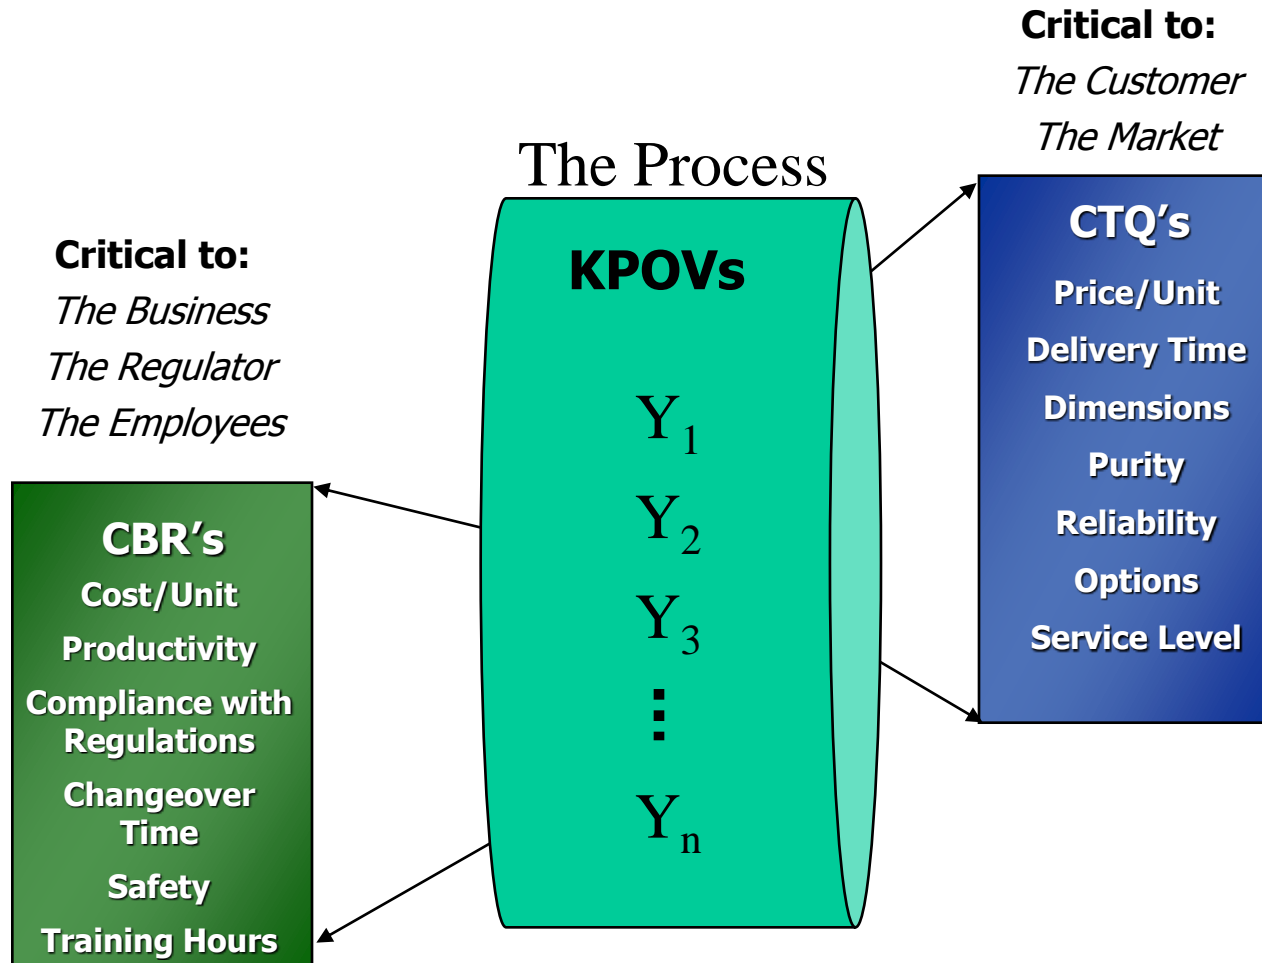 Critical to:
The Business
The Regulator
The Employees
CBR’s
Cost/Unit
Productivity
Compliance with
Regulations
Changeover
Time
Safety
Training Hours
The Process
KPOVs
Y1
Y2
Y3
⋮
Yn
Critical to:
The Customer
The Market
CTQ’s
Price/Unit
Delivery Time
Dimensions
Purity
Reliability
Options
Service Level